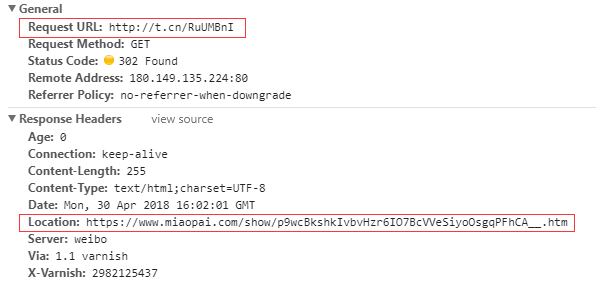 General
Request URL: http://t.cn/RuUMBnI
Request Method: GET
Status Code: 302 Found
Remote Address: 180.149.135.224:80
Referrer Policy: no-referrer-when-downgrade
Response Headers view source
Age: 0
Connection: keep-alive
Content-Length: 255
Content-Type: text/html;charset=UTF-8
Date: Mon, 30 Apr 2018 16:02:01 GMT
Location: https://www.miaopai.com/show/p9wcBkshkIvbvHzr6IO7BcVVeSiyoOsgqPFhCA__.htm
Server: weibo
Via: 1.1 varnish
X-Varnish: 2982125437